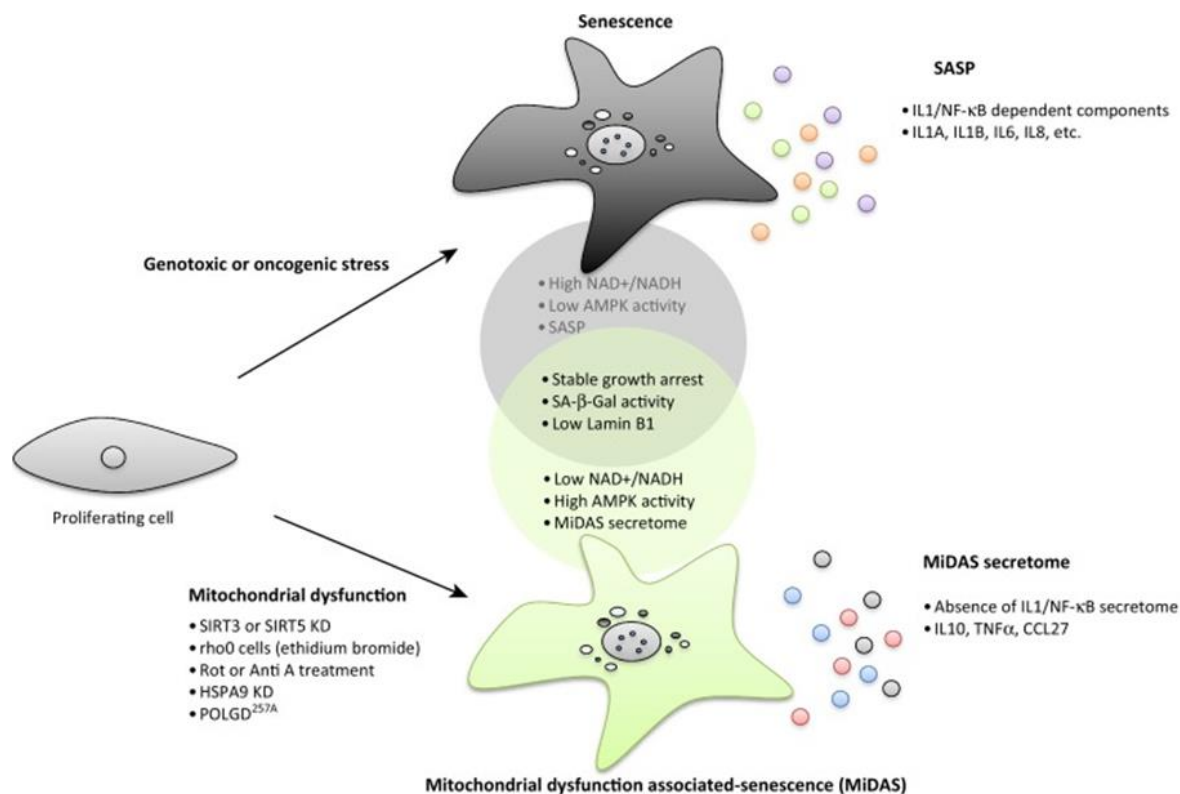 Senescence
SASP
• IL1/NF-κB dependent components
• IL1A, IL1B, IL6, IL8, etc.
Genotoxic or oncogenic stress
• High NAD+/NADH
• Low AMPK activity
• SASP
• Stable growth arrest
• SA-β-Gal activity
• Low Lamin B1
Proliferating cell
• Low NAD+/NADH
• High AMPK activity
• MiDAS secretome
Mitochondrial dysfunction
• SIRT3 or SIRT5 KD
• rho0 cells (ethidium bromide)
• Rot or Anti A treatment
• HSPA9 KD
• POLGD257A
MiDAS secretome
• Absence of IL1/NF-κB secretome
• IL10, TNFα, CCL27
Mitochondrial dysfunction associated-senescence (MiDAS)